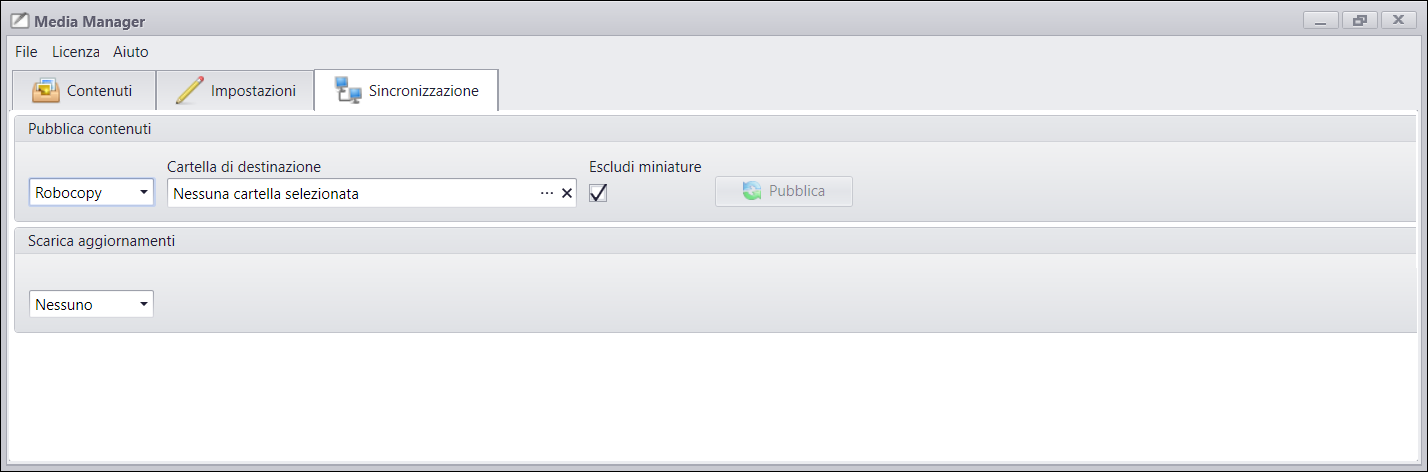 Media Manager
File Licenza Aiuto
Contenuti Impostazioni Sincronizzazione
Pubblica contenuti
Cartella di destinazione Escludi miniature
Robocopy Nessuna cartella selezionata ... Pubblica
Scarica aggiornamenti
Nessuno